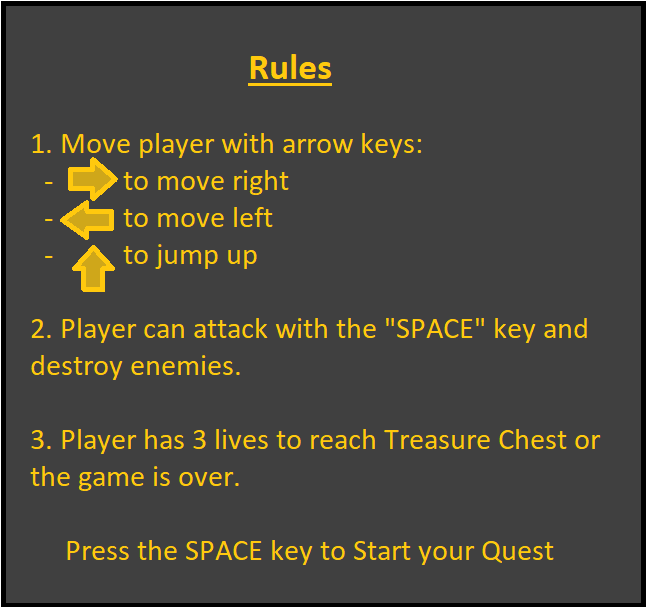 Rules
1. Move player with arrow keys:
- to move right
- to move left
- to jump up
2. Player can attack with the "SPACE" key and
destroy enemies.
3. Player has 3 lives to reach Treasure Chest or
the game is over.
Press the SPACE key to Start your Quest